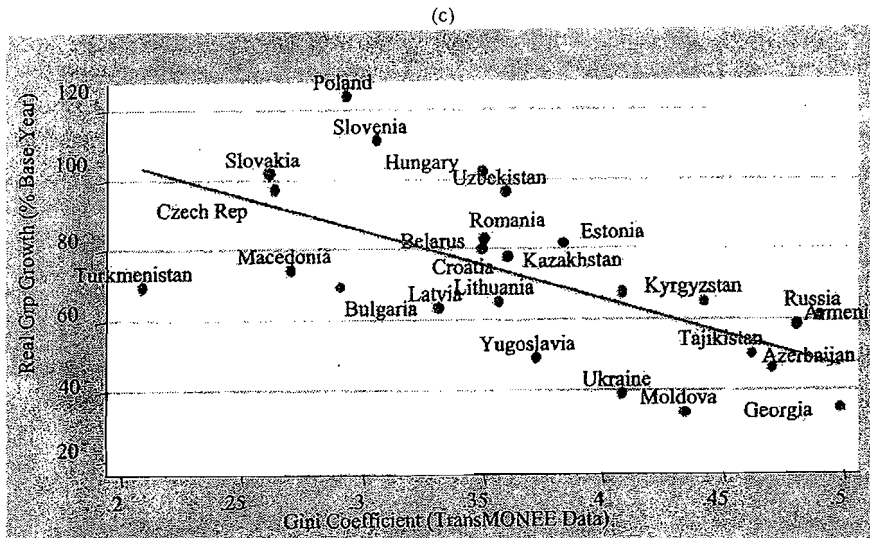 (c)
Real Grp Growth (% Base Year)
120
100
80
60
40
20
Poland
Slovenia
Slovakia
Hungary
Uzbekistan
Czech Rep
Romania
Estonia
Belarus
Macedonia
Croatia
Kazakhstan
Turkmenistan
Lithuania
Kyrgyzstan
Latvia
Bulgaria
Russia
Armeni
Yugoslavia
Tajikistan
Azerbaijan
Ukraine
Moldova
Georgia
.2 .25 .3 .35 .4 .45 .5
Gini Coefficient (TransMONEE Data)